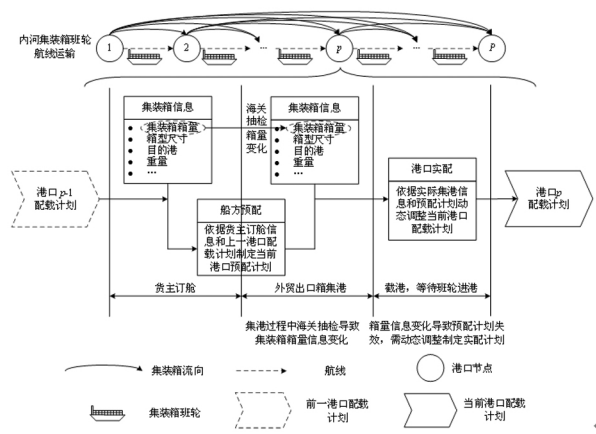 内河集装箱班轮
航线运输
1
2
...
p
...
P
集装箱信息
集装箱箱量
箱型尺寸
目的港
重量
...
海关
抽检
箱量
变化
集装箱信息
集装箱箱量
箱型尺寸
目的港
重量
...
港口p-1
配载计划
船方预配
依据货主订舱信
息和上一港口配
载计划制定当前
港口预配计划
港口实配
依据实际集港信
息和预配计划动
态调整当前港口
配载计划
港口p
配载计划
货主订舱
外贸出口箱集港
截港，等待班轮进港
集港过程中海关抽检导致
集装箱箱量信息变化
箱量信息变化导致预配计划失
效，需动态调整制定实配计划
集装箱流向
航线
港口节点
集装箱班轮
前一港口配载
计划
当前港口配载
计划